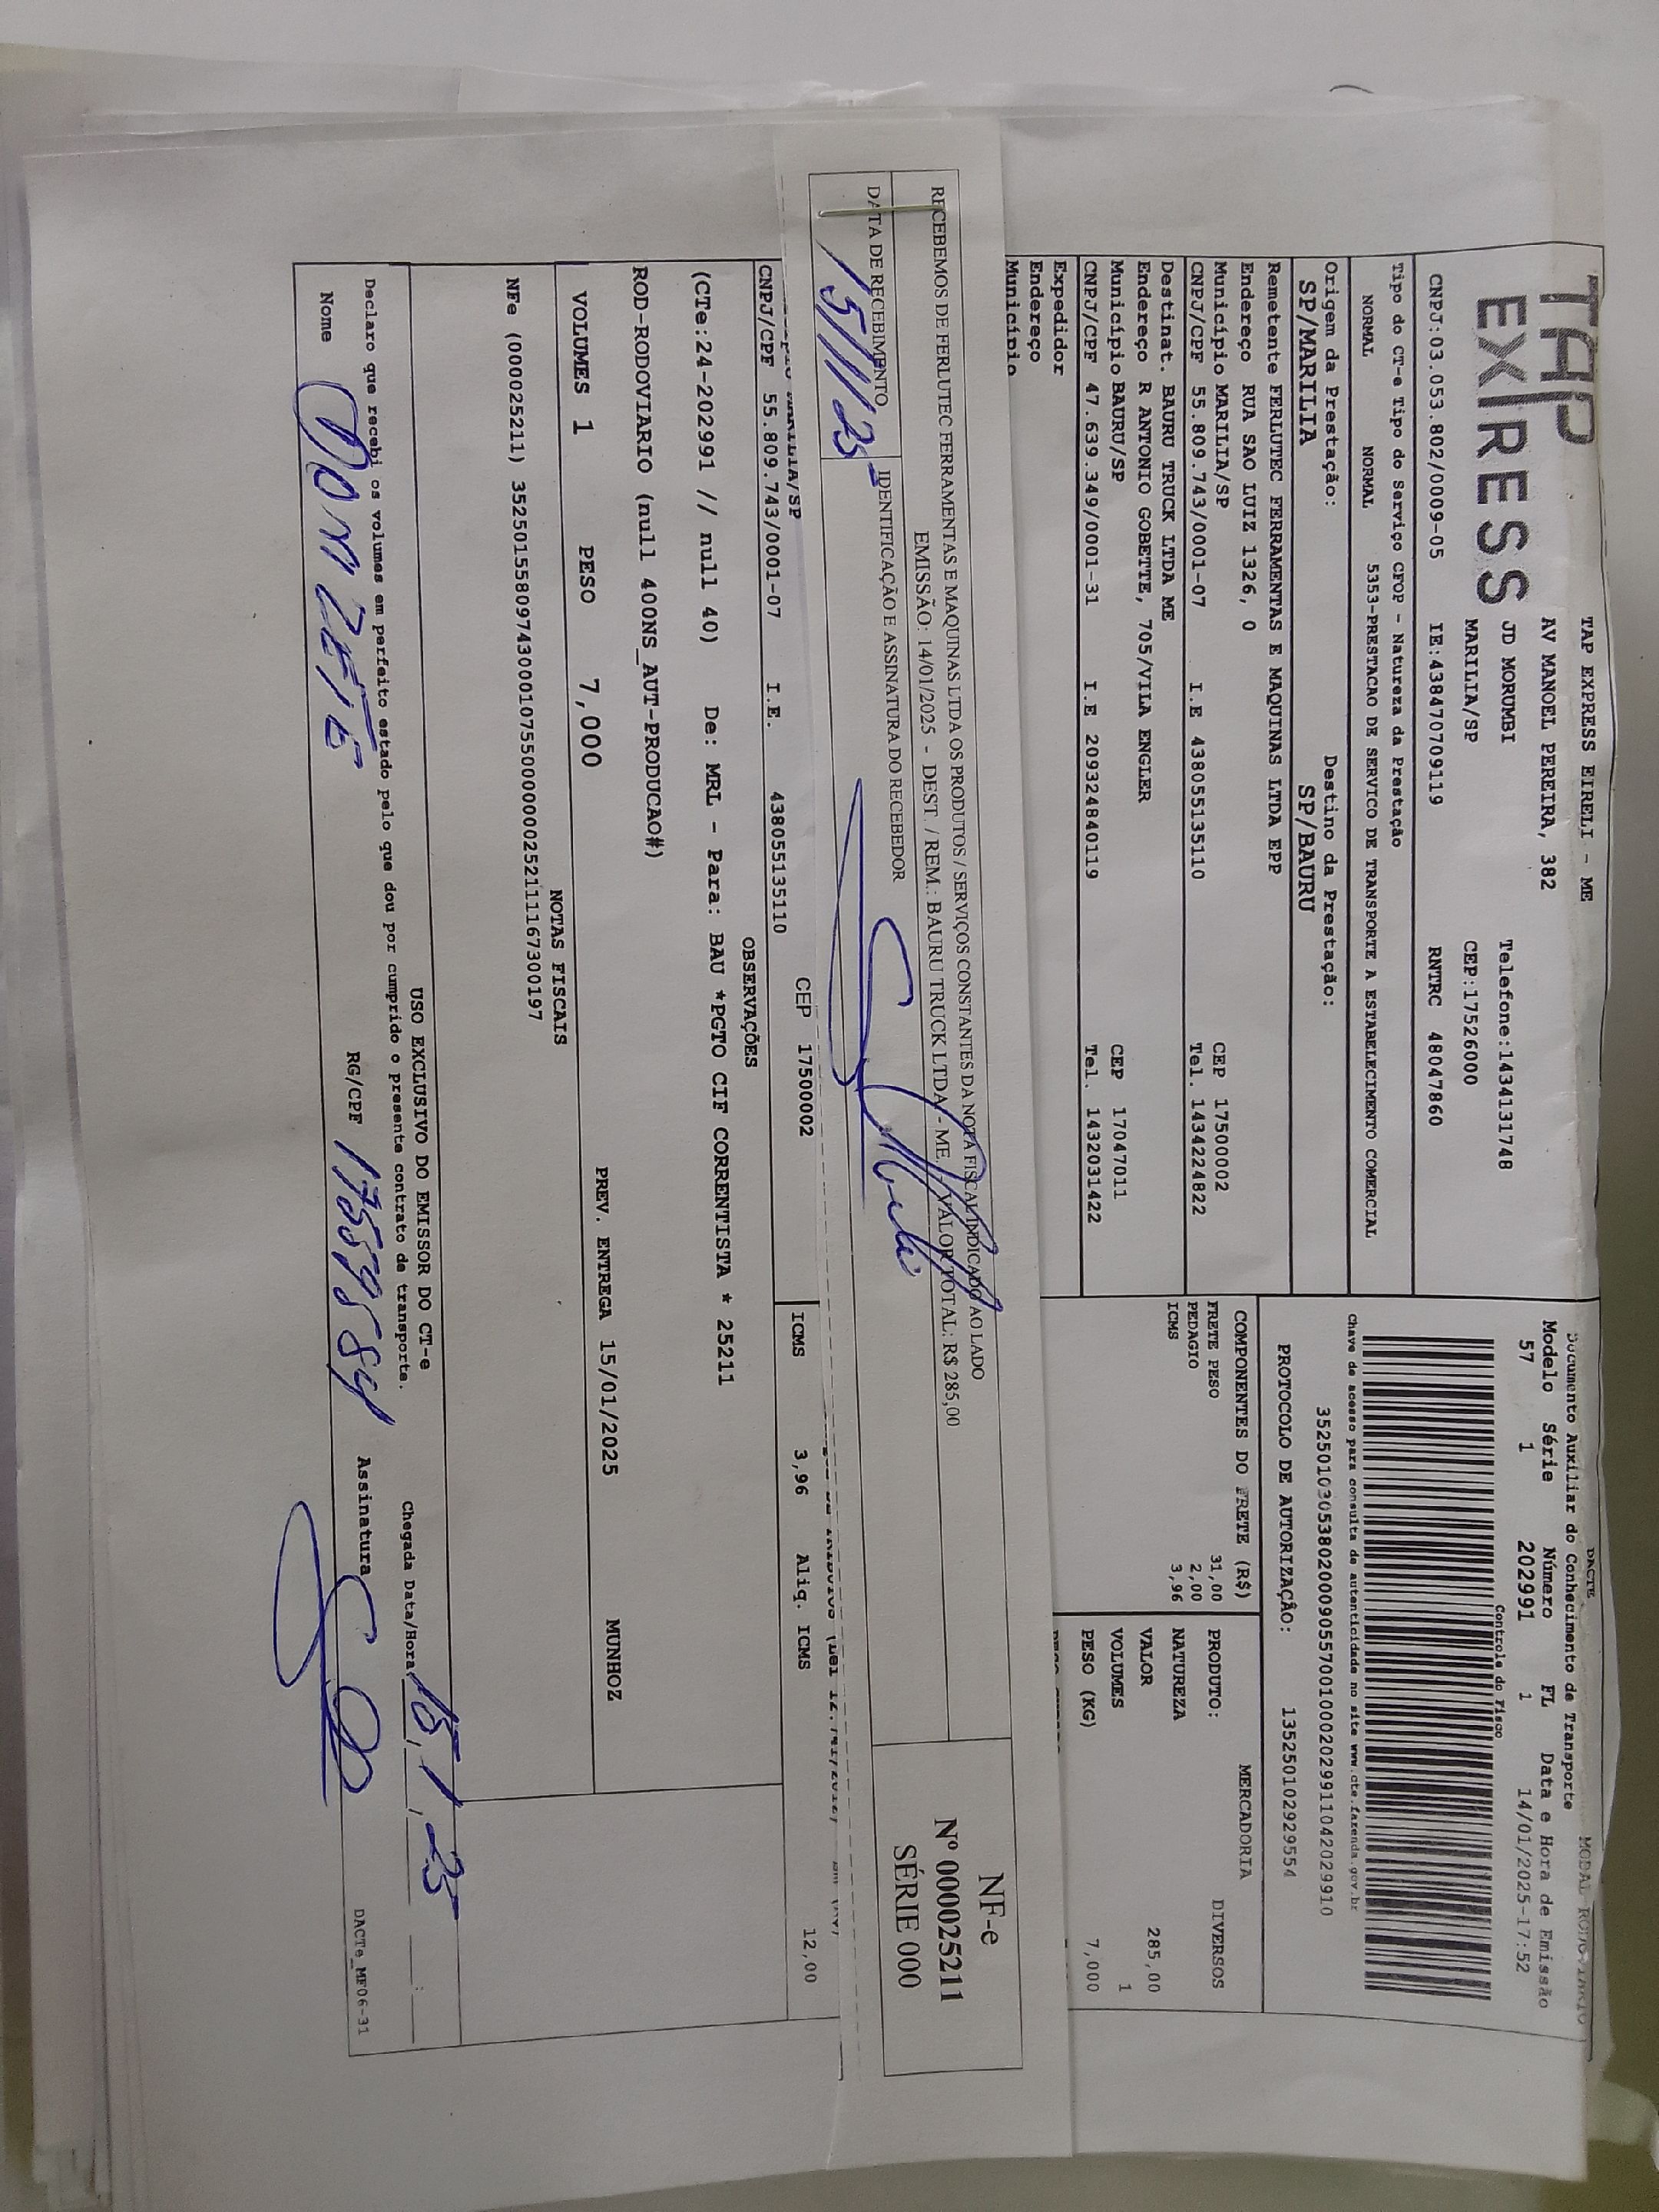 TAP EXPRESS
TAP EXPRESS EIRELI - ME
AV MANOEL PEREIRA, 382
JD MORUMBI Telefone:1434131748
MARILIA/SP CEP:17526000
CNPJ:03.053.802/0009-05 IE:438470709119 RNTRC 48047860
DACTE MODAL RODOVIARIO
Documento Auxiliar do Conhecimento de Transporte
Modelo Série Número FL Data e Hora de Emissão
57 1 202991 1 14/01/2025-17:52
Controle do Fisco
Tipo do CT-e Tipo do Serviço CFOP - Natureza da Prestação
NORMAL NORMAL 5353-PRESTACAO DE SERVICO DE TRANSPORTE A ESTABELECIMENTO COMERCIAL
Chave de acesso para consulta de autenticidade no site www.cte.fazenda.gov.br
35250103053802000905570010002029911042029910
Origem da Prestação: Destino da Prestação:
SP/MARILIA SP/BAURU
PROTOCOLO DE AUTORIZAÇÃO: 135250102929554
Remetente FERLUTEC FERRAMENTAS E MAQUINAS LTDA EPP
Endereço RUA SAO LUIZ 1326, 0
Município MARILIA/SP CEP 17500002
CNPJ/CPF 55.809.743/0001-07 I.E 438055135110 Tel. 1434224822
Destinat. BAURU TRUCK LTDA ME
Endereço R ANTONIO GOBETTE, 705/VILA ENGLER
Município BAURU/SP CEP 17047011
CNPJ/CPF 47.639.349/0001-31 I.E 209324840119 Tel. 1432031422
Expedidor
Endereço
Município
COMPONENTES DO FRETE (R$)
FRETE PESO 31,00
PEDAGIO 2,00
ICMS 3,96
MERCADORIA
PRODUTO: DIVERSOS
NATUREZA
VALOR 285,00
VOLUMES 1
PESO (KG) 7,000
RECEBEMOS DE FERLUTEC FERRAMENTAS E MAQUINAS LTDA OS PRODUTOS / SERVIÇOS CONSTANTES DA NOTA FISCAL INDICADO AO LADO
EMISSÃO: 14/01/2025 - DEST. / REM.: BAURU TRUCK LTDA - ME - VALOR TOTAL: R$ 285,00
DATA DE RECEBIMENTO IDENTIFICAÇÃO E ASSINATURA DO RECEBEDOR
15/1/25
NF-e
Nº 000025211
SÉRIE 000
MARILIA/SP
CNPJ/CPF 55.809.743/0001-07 I.E. 438055135110 CEP 17500002
ICMS 3,96 Aliq. ICMS 12,00
OBSERVAÇÕES
(CTe:24-202991 // null 40) De: MRL - Para: BAU *PGTO CIF CORRENTISTA * 25211
ROD-RODOVIARIO (null 400NS_AUT-PRODUCAO#)
VOLUMES 1 PESO 7,000 PREV. ENTREGA 15/01/2025 MUNHOZ
NOTAS FISCAIS
NFe (000025211) 35250155809743000107550000000252111167300197
USO EXCLUSIVO DO EMISSOR DO CT-e
Declaro que recebi os volumes em perfeito estado pelo que dou por cumprido o presente contrato de transporte.
Chegada Data/Hora 15/1/25 :
Nome DONIZETE RG/CPF Assinatura
DACTe_MF06-31